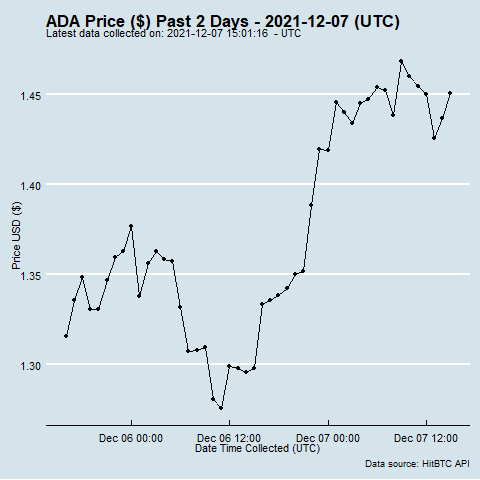 ADA Price ($) Past 2 Days - 2021-12-07 (UTC)
Latest data collected on: 2021-12-07 15:01:16 - UTC
1.45
1.40
1.35
1.30
Price USD ($)
Dec 06 00:00 Dec 06 12:00 Dec 07 00:00 Dec 07 12:00
Date Time Collected (UTC)
Data source: HitBTC API